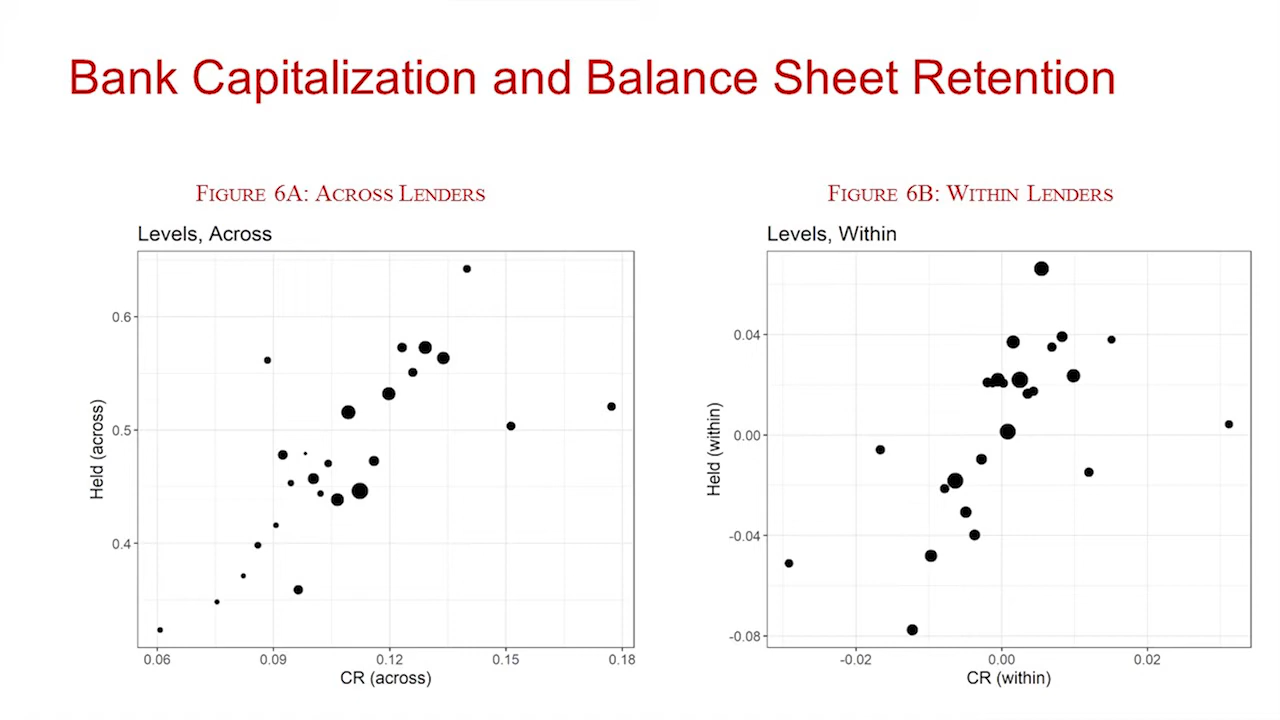 Bank Capitalization and Balance Sheet Retention
FIGURE 6A: ACROSS LENDERS
Levels, Across
0.6
0.5
0.4
Held (across)
0.06 0.09 0.12 0.15 0.18
CR (across)
FIGURE 6B: WITHIN LENDERS
Levels, Within
0.04
0.00
-0.04
-0.08
Held (within)
-0.02 0.00 0.02
CR (within)